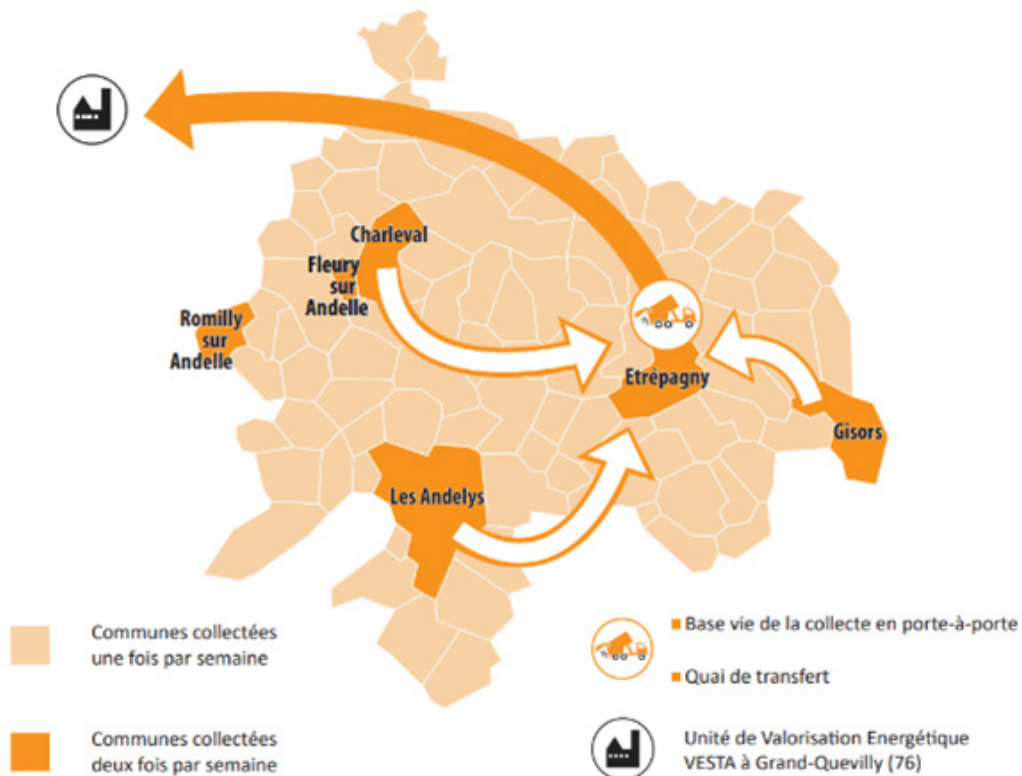 Charleval
Fleury
sur
Andelle
Romilly
sur
Andelle
Etrépagny
Gisors
Les Andelys
Communes collectées
une fois par semaine
Communes collectées
deux fois par semaine
Base vie de la collecte en porte-à-porte
Quai de transfert
Unité de Valorisation Energétique
VESTA à Grand-Quevilly (76)